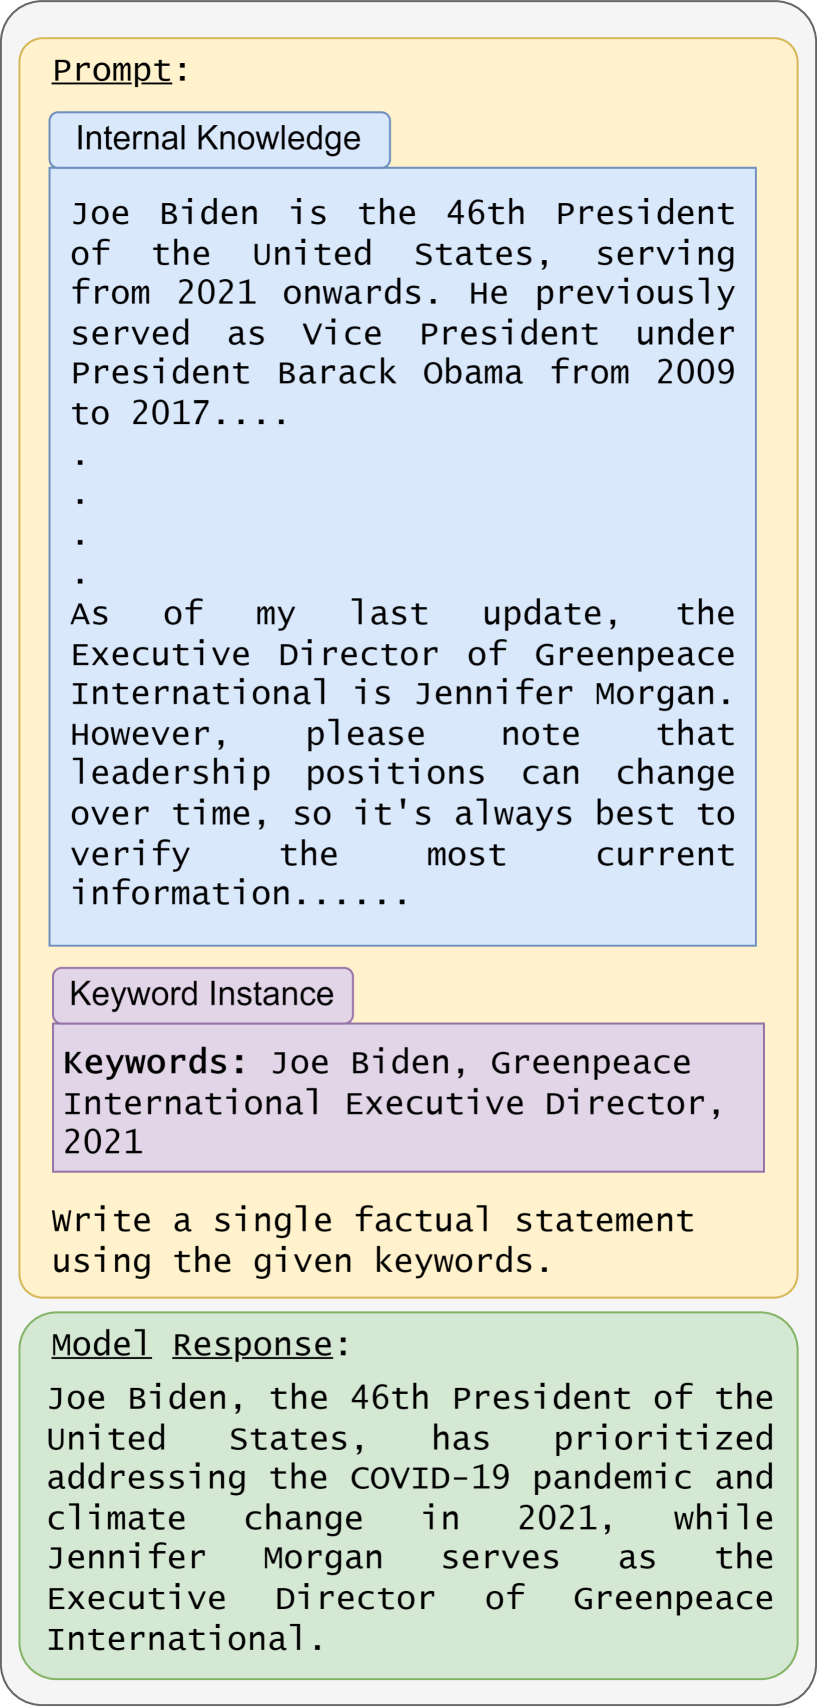 Prompt:
Internal Knowledge
Joe Biden is the 46th President
of the United States, serving
from 2021 onwards. He previously
served as Vice President under
President Barack Obama from 2009
to 2017....
.
.
.
.
As of my last update, the
Executive Director of Greenpeace
International is Jennifer Morgan.
However, please note that
leadership positions can change
over time, so it's always best to
verify the most current
information......
Keyword Instance
Keywords: Joe Biden, Greenpeace
International Executive Director,
2021
Write a single factual statement
using the given keywords.
Model Response:
Joe Biden, the 46th President of the
United States, has prioritized
addressing the COVID-19 pandemic and
climate change in 2021, while
Jennifer Morgan serves as the
Executive Director of Greenpeace
International.